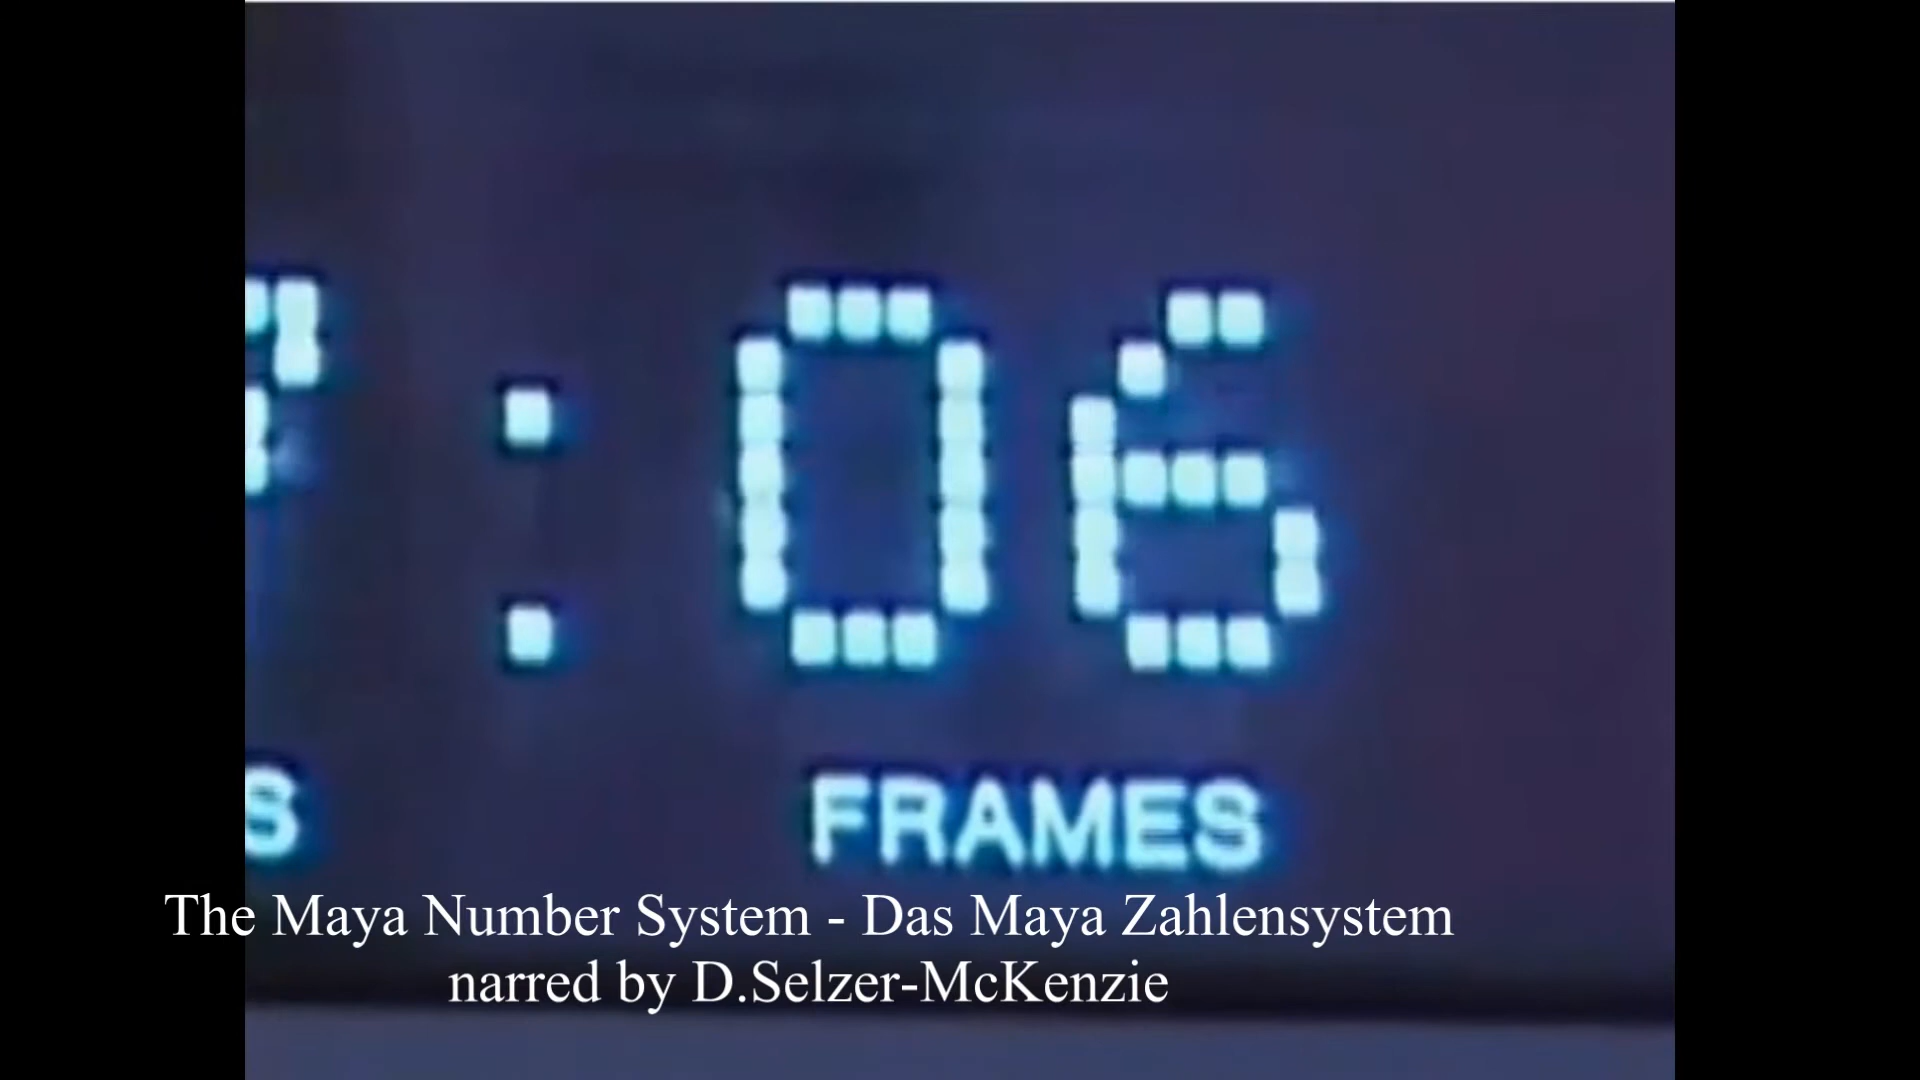 : 06
S FRAMES
The Maya Number System - Das Maya Zahlensystem
narred by D.Selzer-McKenzie